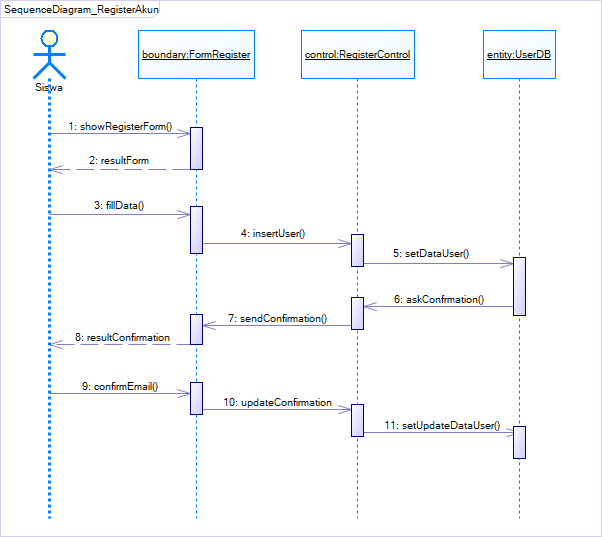 SequenceDiagram_RegisterAkun
boundary:FormRegister
control:RegisterControl
entity:UserDB
Siswa
1: showRegisterForm()
2: resultForm
3: fillData()
4: insertUser()
5: setDataUser()
6: askConfrmation()
7: sendConfirmation()
8: resultConfirmation
9: confirmEmail()
10: updateConfirmation
11: setUpdateDataUser()